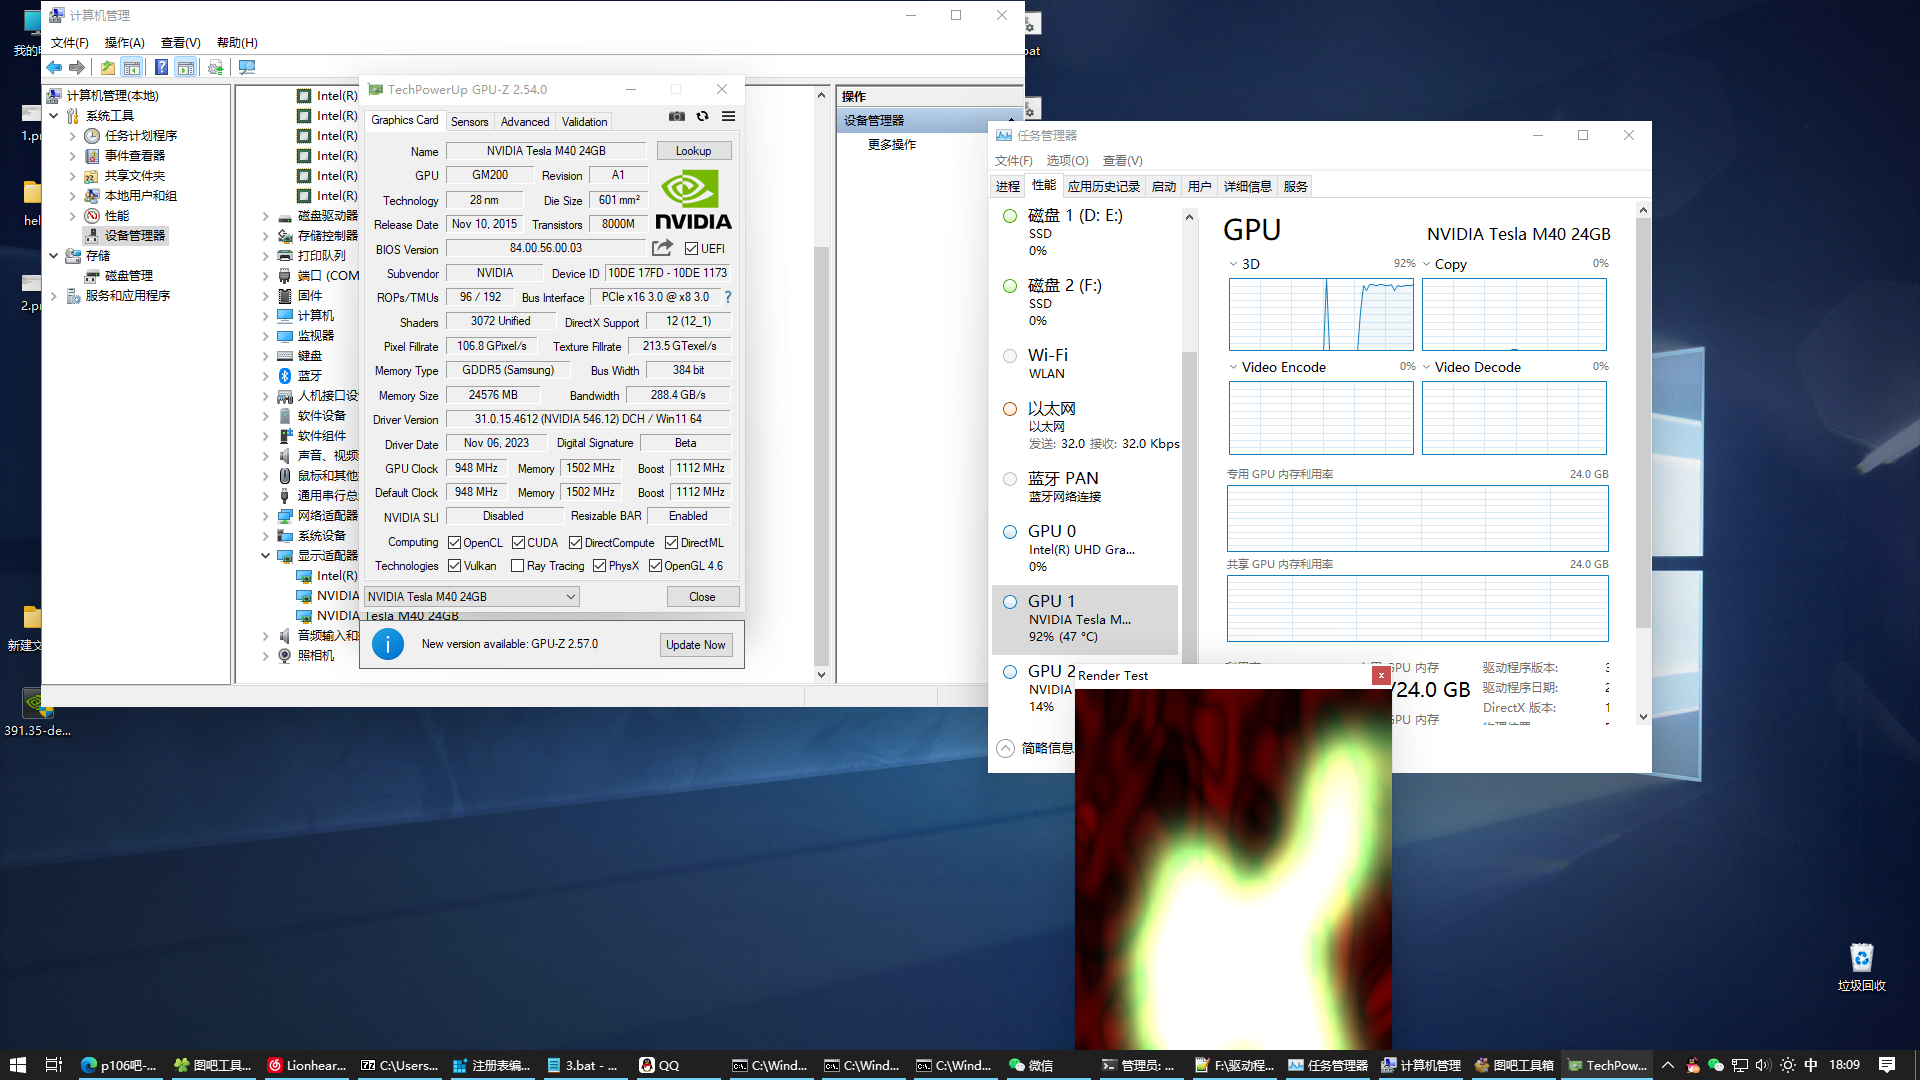 计算机管理
文件(F) 操作(A) 查看(V) 帮助(H)
计算机管理(本地)
系统工具
任务计划程序
事件查看器
共享文件夹
本地用户和组
性能
设备管理器
存储
磁盘管理
服务和应用程序
Intel(R)
Intel(R)
Intel(R)
Intel(R)
Intel(R)
Intel(R)
磁盘驱动器
存储控制器
打印队列
端口 (COM
固件
计算机
监视器
键盘
蓝牙
人机接口设
软件设备
软件组件
声音、视频
鼠标和其他
通用串行总
网络适配器
系统设备
显示适配器
Intel(R)
NVIDIA
NVIDIA Tesla M40 24GB
音频输入和
照相机
操作
设备管理器
更多操作
TechPowerUp GPU-Z 2.54.0
Graphics Card Sensors Advanced Validation
Name NVIDIA Tesla M40 24GB Lookup
GPU GM200 Revision A1
Technology 28 nm Die Size 601 mm²
Release Date Nov 10, 2015 Transistors 8000M
NVIDIA
BIOS Version 84.00.56.00.03 UEFI
Subvendor NVIDIA Device ID 10DE 17FD - 10DE 1173
ROPs/TMUs 96 / 192 Bus Interface PCIe x16 3.0 @ x8 3.0 ?
Shaders 3072 Unified DirectX Support 12 (12_1)
Pixel Fillrate 106.8 GPixel/s Texture Fillrate 213.5 GTexel/s
Memory Type GDDR5 (Samsung) Bus Width 384 bit
Memory Size 24576 MB Bandwidth 288.4 GB/s
Driver Version 31.0.15.4612 (NVIDIA 546.12) DCH / Win11 64
Driver Date Nov 06, 2023 Digital Signature Beta
GPU Clock 948 MHz Memory 1502 MHz Boost 1112 MHz
Default Clock 948 MHz Memory 1502 MHz Boost 1112 MHz
NVIDIA SLI Disabled Resizable BAR Enabled
Computing OpenCL CUDA DirectCompute DirectML
Technologies Vulkan Ray Tracing PhysX OpenGL 4.6
NVIDIA Tesla M40 24GB Close
New version available: GPU-Z 2.57.0 Update Now
任务管理器
文件(F) 选项(O) 查看(V)
进程 性能 应用历史记录 启动 用户 详细信息 服务
磁盘 1 (D: E:)
SSD
0%
磁盘 2 (F:)
SSD
0%
Wi-Fi
WLAN
以太网
以太网
发送: 32.0 接收: 32.0 Kbps
蓝牙 PAN
蓝牙网络连接
GPU 0
Intel(R) UHD Gra...
0%
GPU 1
NVIDIA Tesla M...
92% (47 °C)
GPU 2
NVIDIA
14%
简略信息
GPU NVIDIA Tesla M40 24GB
3D 92% Copy 0%
Video Encode 0% Video Decode 0%
专用 GPU 内存利用率 24.0 GB
共享 GPU 内存利用率 24.0 GB
GPU 内存
/24.0 GB
GPU 内存
驱动程序版本: 3
驱动程序日期: 2
DirectX 版本: 1
Render Test
x
我的
1.p
hel
2.p
新建文
391.35-de...
bat
垃圾回收
p106吧-... 图吧工具... Lionhear... C:\Users... 注册表编... 3.bat - ... QQ C:\Wind... C:\Wind... C:\Wind... 微信 管理员: ... F:\驱动程... 任务管理器 计算机管理 图吧工具箱 TechPow... 中 18:09